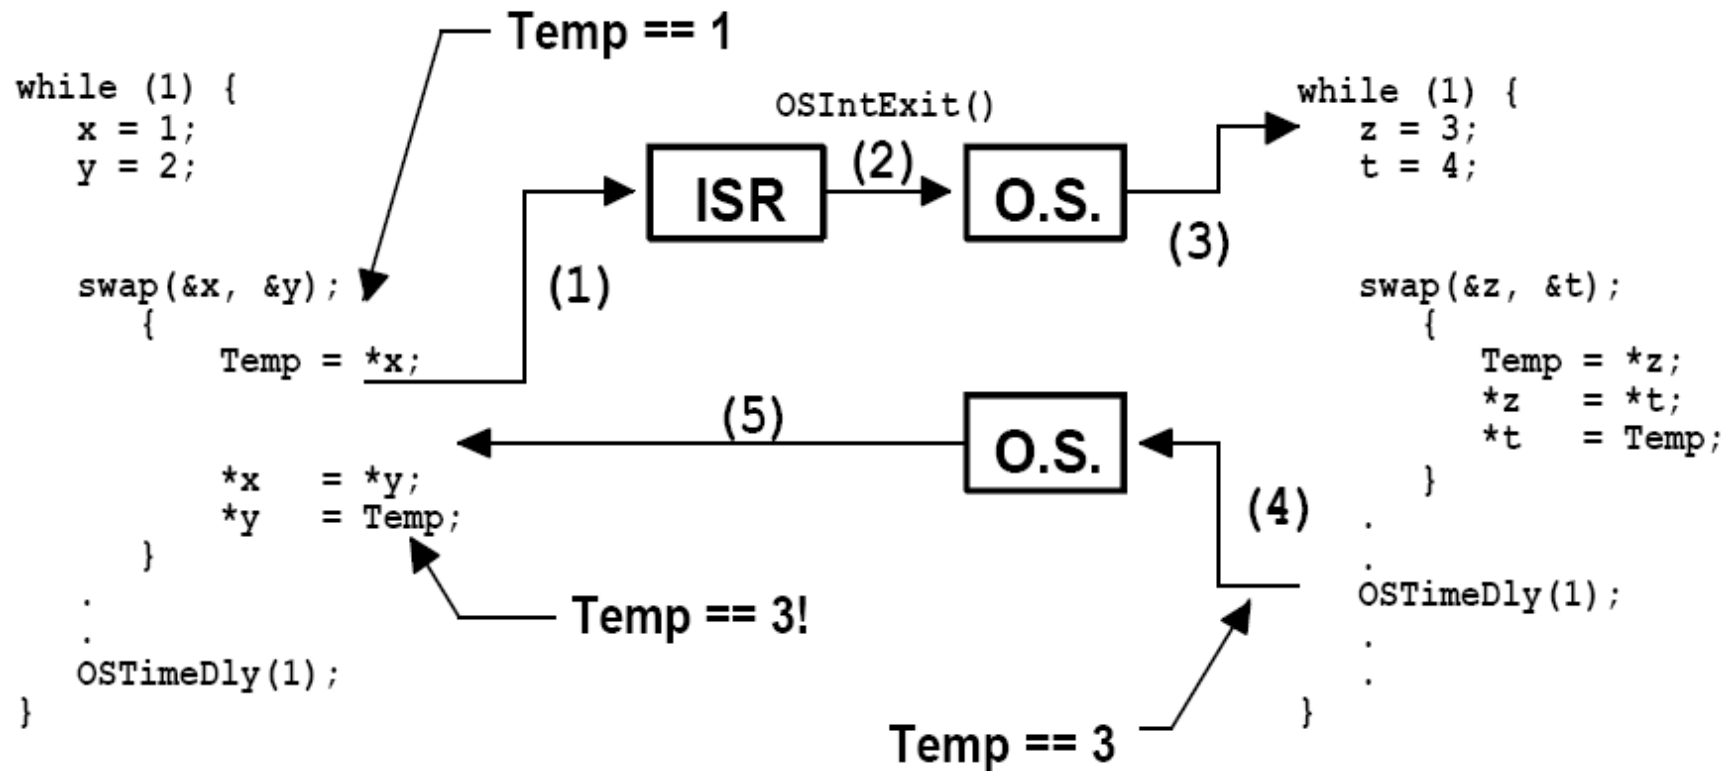 Temp == 1
while (1) {
x = 1;
y = 2;
swap(&x, &y);
{
Temp = *x;
*x = *y;
*y = Temp;
}
.
.
OSTimeDly(1);
}
(1)
ISR
OSIntExit()
(2)
O.S.
(3)
while (1) {
z = 3;
t = 4;
swap(&z, &t);
{
Temp = *z;
*z = *t;
*t = Temp;
}
.
.
OSTimeDly(1);
.
.
}
(4)
O.S.
(5)
Temp == 3!
Temp == 3